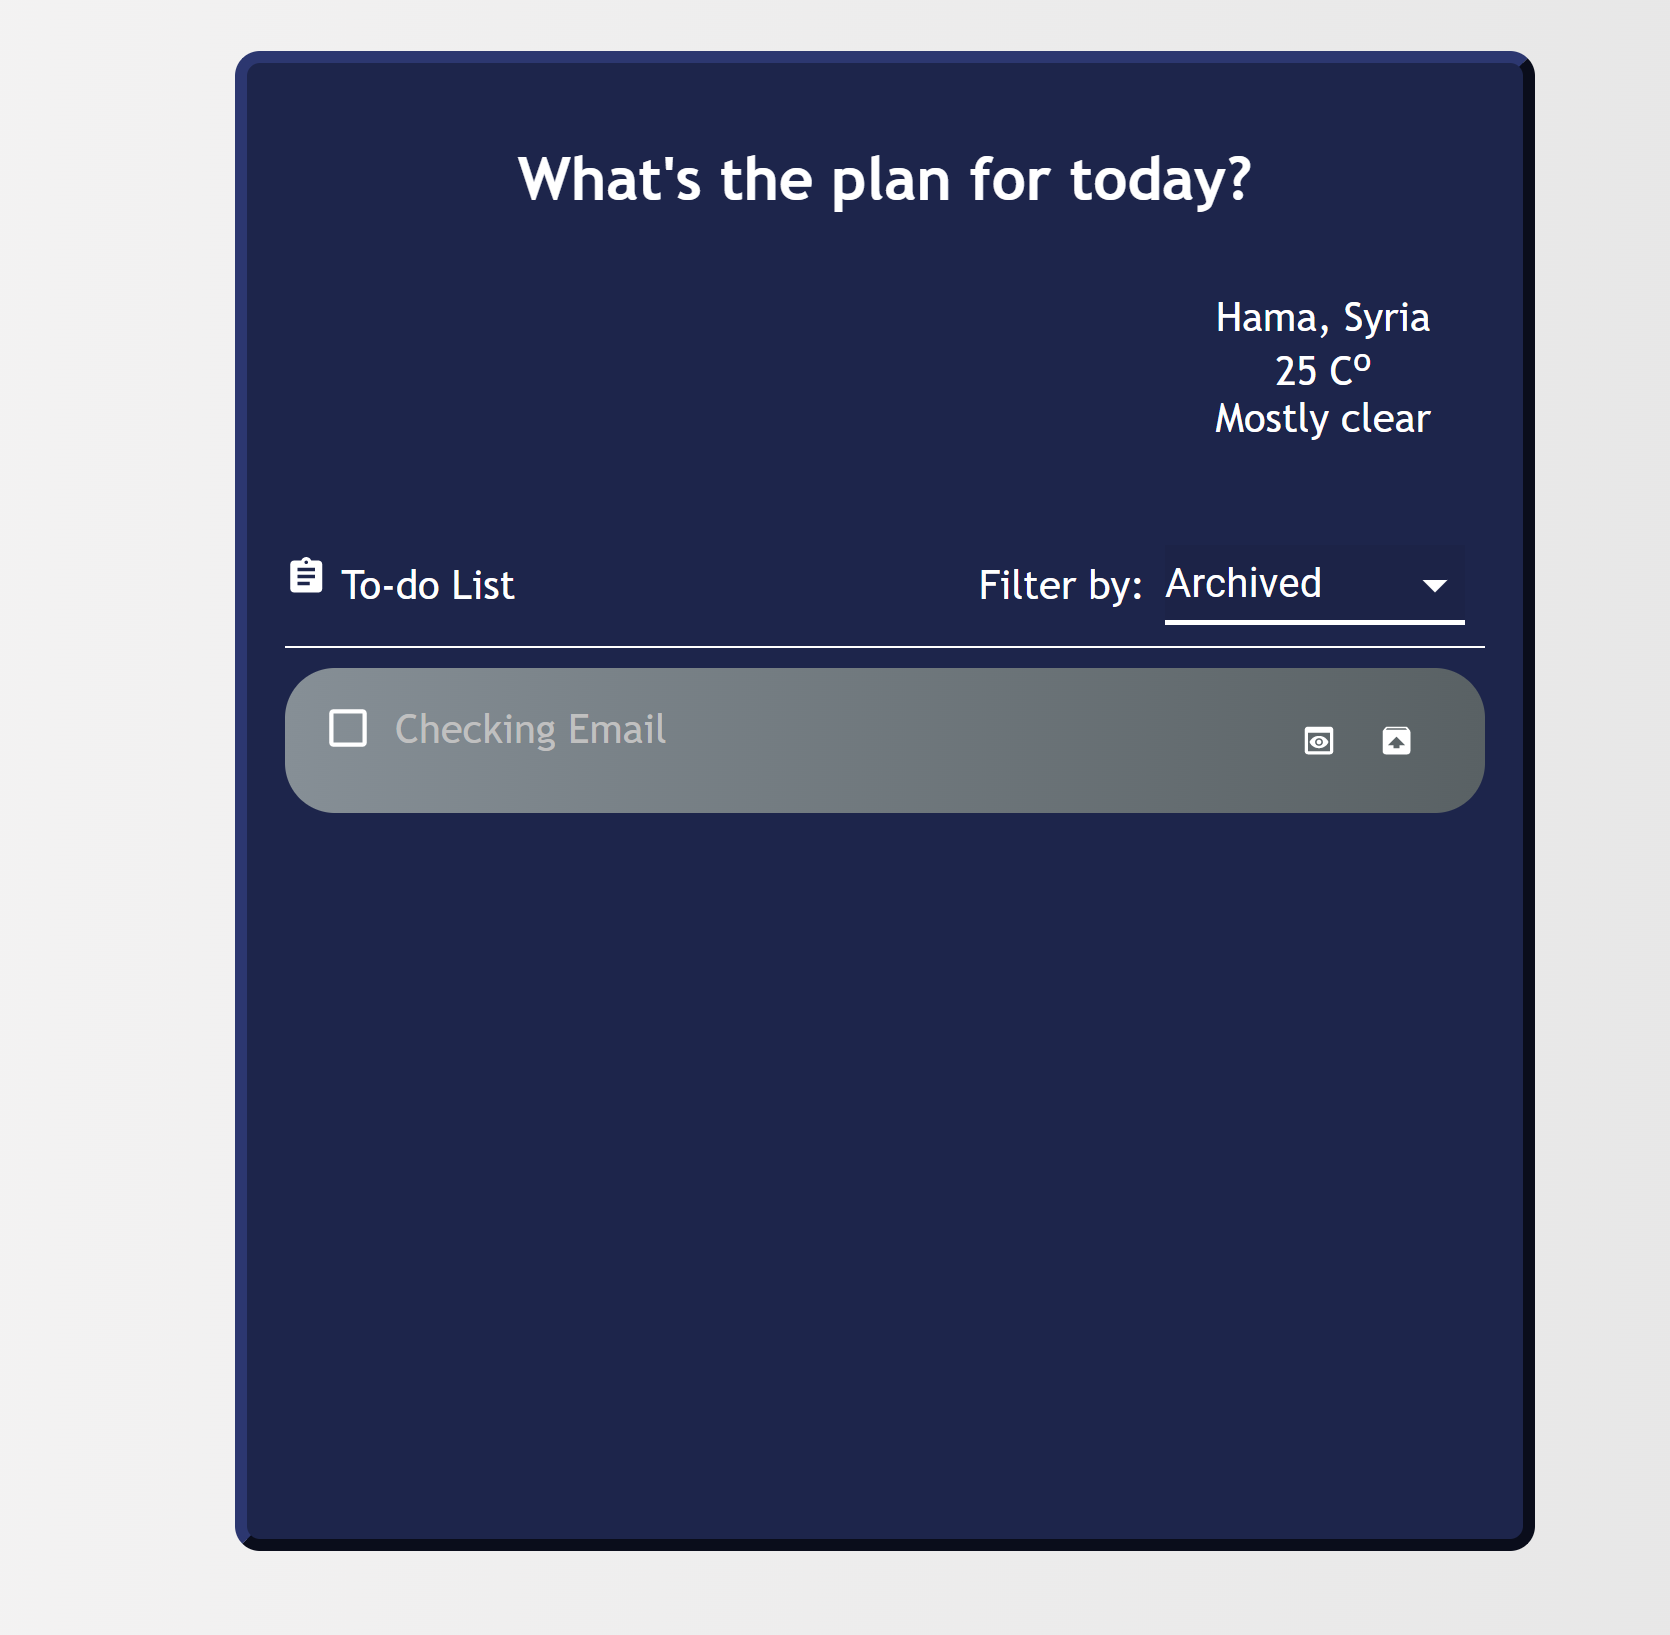 What's the plan for today?
Hama, Syria
25 Cº
Mostly clear
To-do List
Filter by: Archived
Checking Email